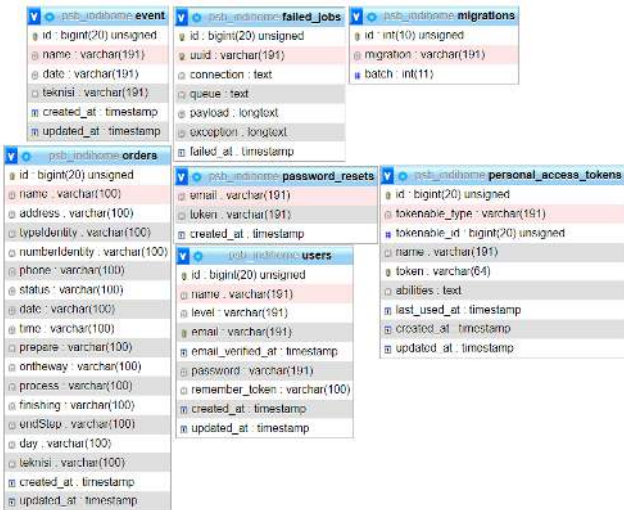 psb_indihome event
id : bigint(20) unsigned
name : varchar(191)
date : varchar(191)
teknisi : varchar(191)
created_at : timestamp
updated_at : timestamp
psb_indihome failed_jobs
id : bigint(20) unsigned
uuid : varchar(191)
connection : text
queue : text
payload : longtext
exception : longtext
failed_at : timestamp
psb_indihome migrations
id : int(10) unsigned
migration : varchar(191)
batch : int(11)
psb_indihome orders
id : bigint(20) unsigned
name : varchar(100)
address : varchar(100)
typeIdentity : varchar(100)
numberIdentity : varchar(100)
phone : varchar(100)
status : varchar(100)
date : varchar(100)
time : varchar(100)
prepare : varchar(100)
ontheway : varchar(100)
process : varchar(100)
finishing : varchar(100)
endStep : varchar(100)
day : varchar(100)
teknisi : varchar(100)
created_at : timestamp
updated_at : timestamp
psb_indihome password_resets
email : varchar(191)
token : varchar(191)
created_at : timestamp
psb_indihome users
id : bigint(20) unsigned
name : varchar(191)
level : varchar(191)
email : varchar(191)
email_verified_at : timestamp
password : varchar(191)
remember_token : varchar(100)
created_at : timestamp
updated_at : timestamp
psb_indihome personal_access_tokens
id : bigint(20) unsigned
tokenable_type : varchar(191)
tokenable_id : bigint(20) unsigned
name : varchar(191)
token : varchar(64)
abilities : text
last_used_at : timestamp
created_at : timestamp
updated_at : timestamp